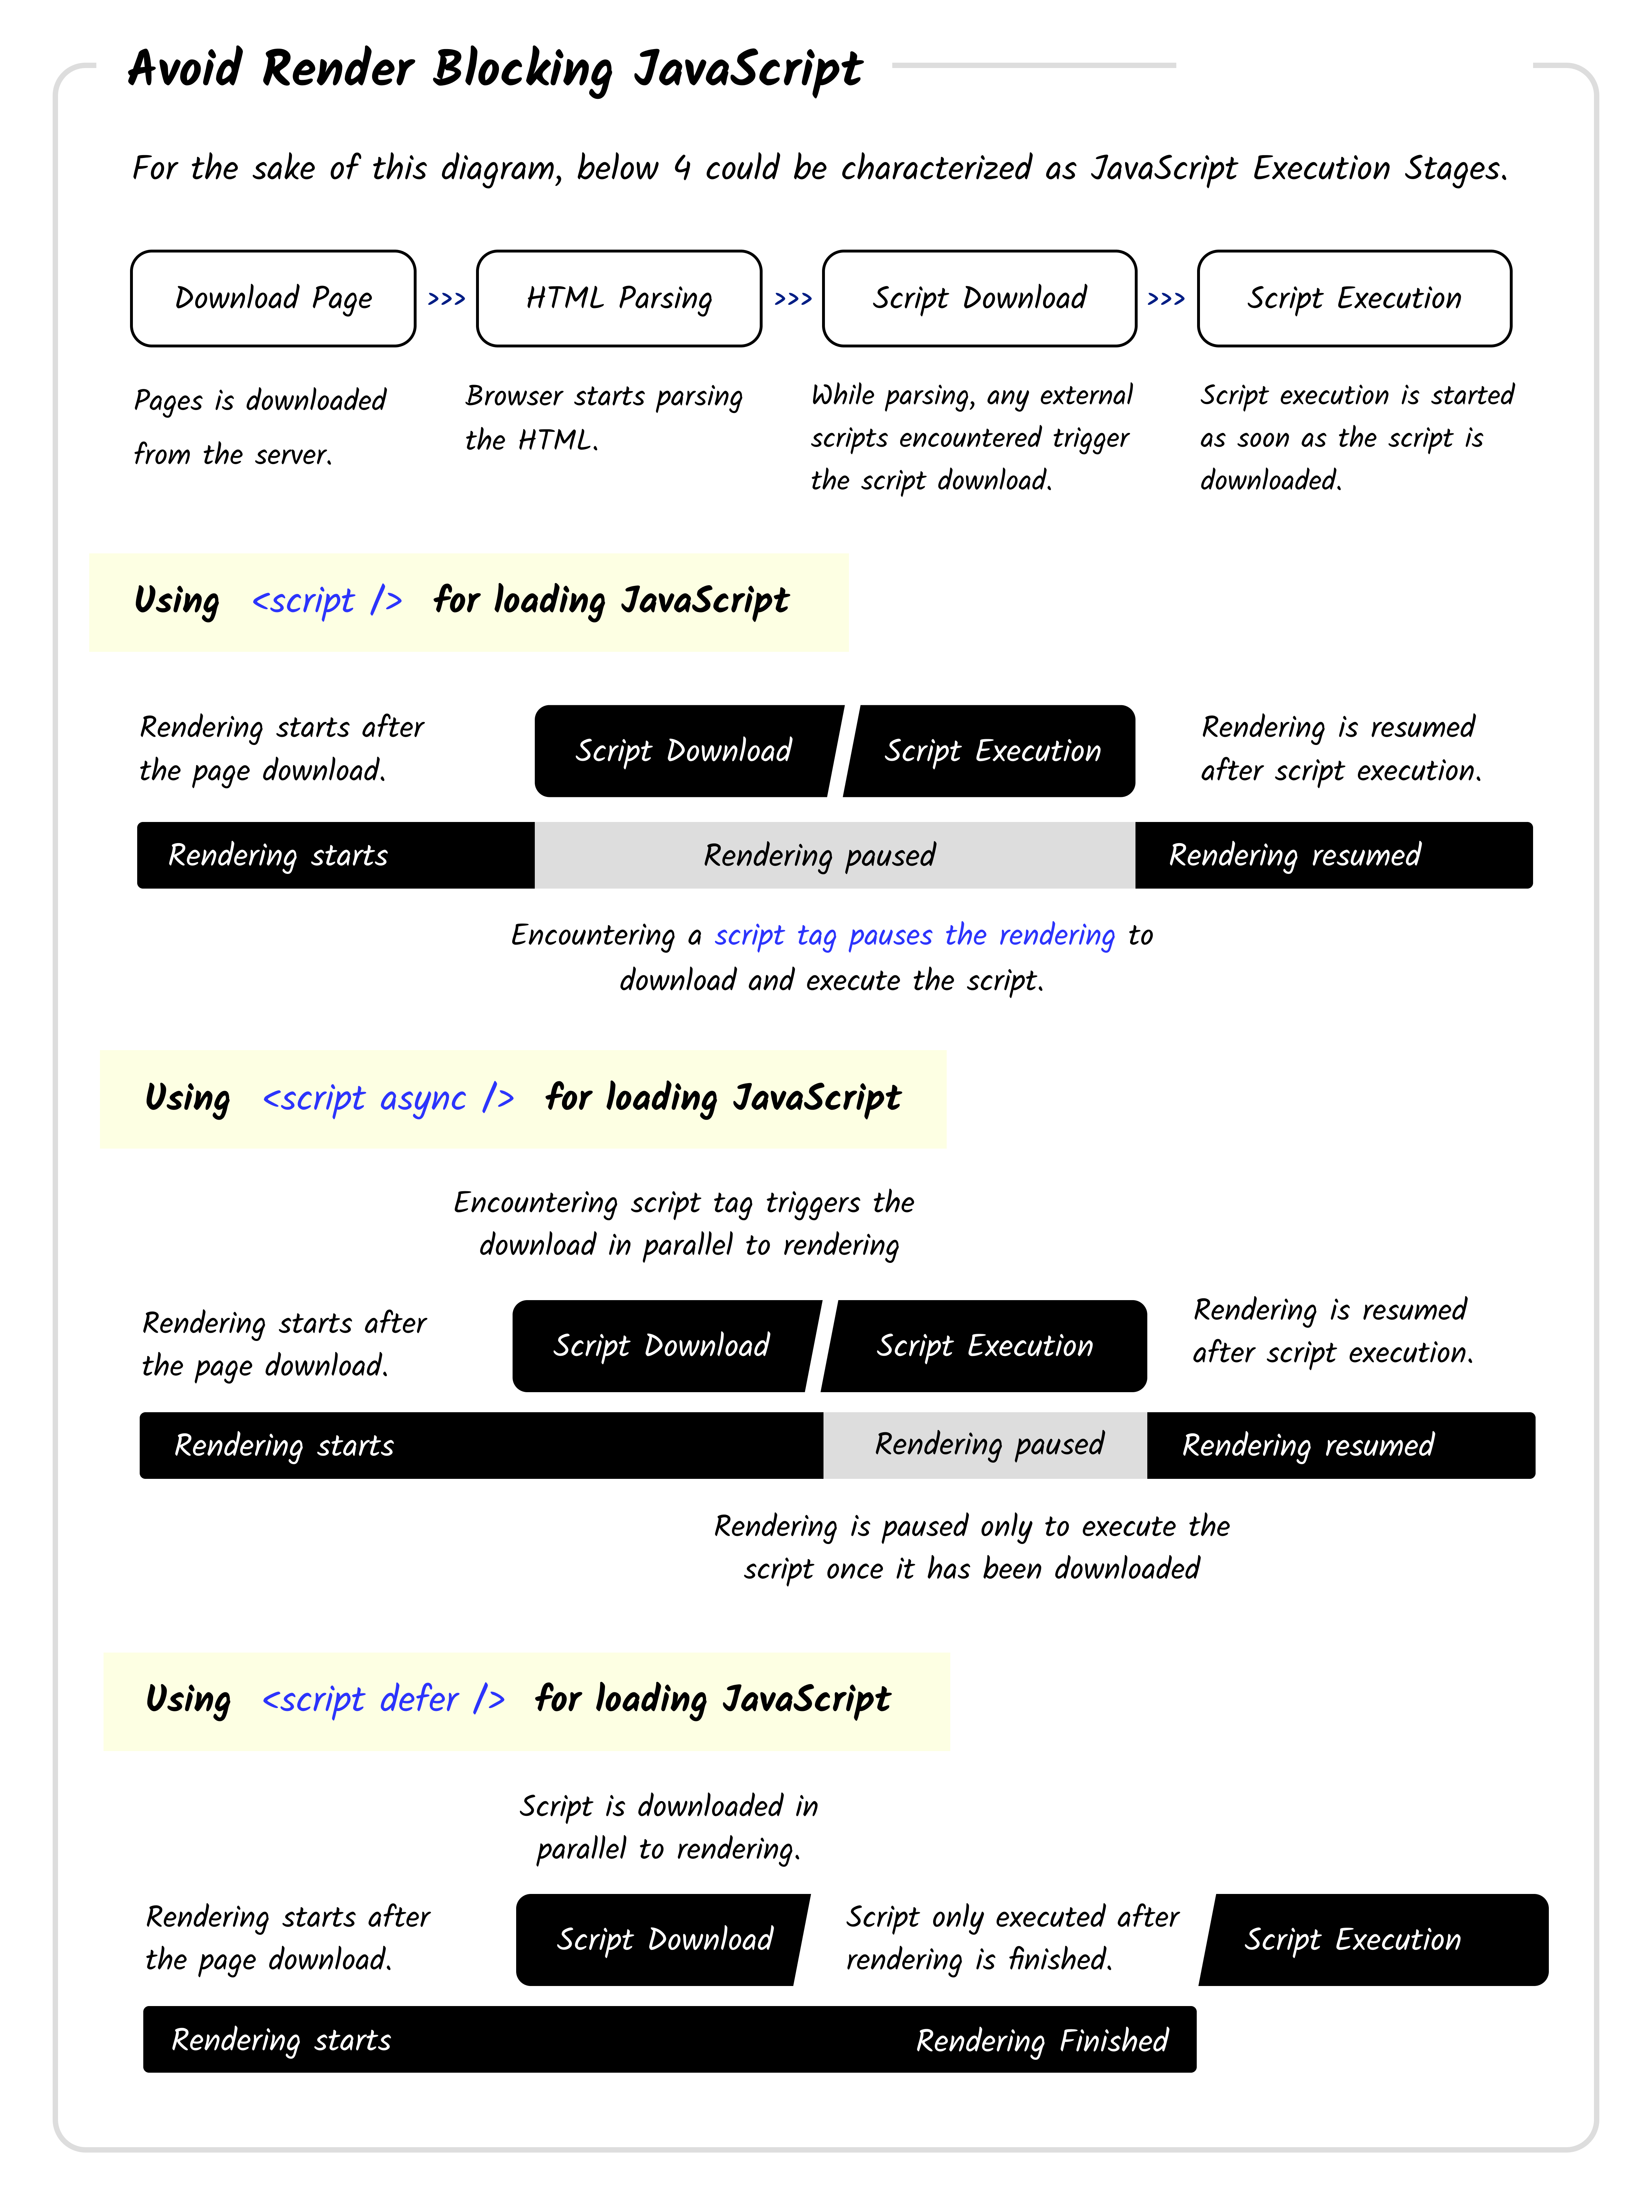 Avoid Render Blocking JavaScript
For the sake of this diagram, below 4 could be characterized as JavaScript Execution Stages.
Download Page >>> HTML Parsing >>> Script Download >>> Script Execution
Pages is downloaded
from the server.
Browser starts parsing
the HTML.
While parsing, any external
scripts encountered trigger
the script download.
Script execution is started
as soon as the script is
downloaded.
Using <script /> for loading JavaScript
Rendering starts after
the page download.
Script Download
Script Execution
Rendering is resumed
after script execution.
Rendering starts
Rendering paused
Rendering resumed
Encountering a script tag pauses the rendering to
download and execute the script.
Using <script async /> for loading JavaScript
Encountering script tag triggers the
download in parallel to rendering
Rendering starts after
the page download.
Script Download
Script Execution
Rendering is resumed
after script execution.
Rendering starts
Rendering paused
Rendering resumed
Rendering is paused only to execute the
script once it has been downloaded
Using <script defer /> for loading JavaScript
Script is downloaded in
parallel to rendering.
Rendering starts after
the page download.
Script Download
Script only executed after
rendering is finished.
Script Execution
Rendering starts
Rendering Finished